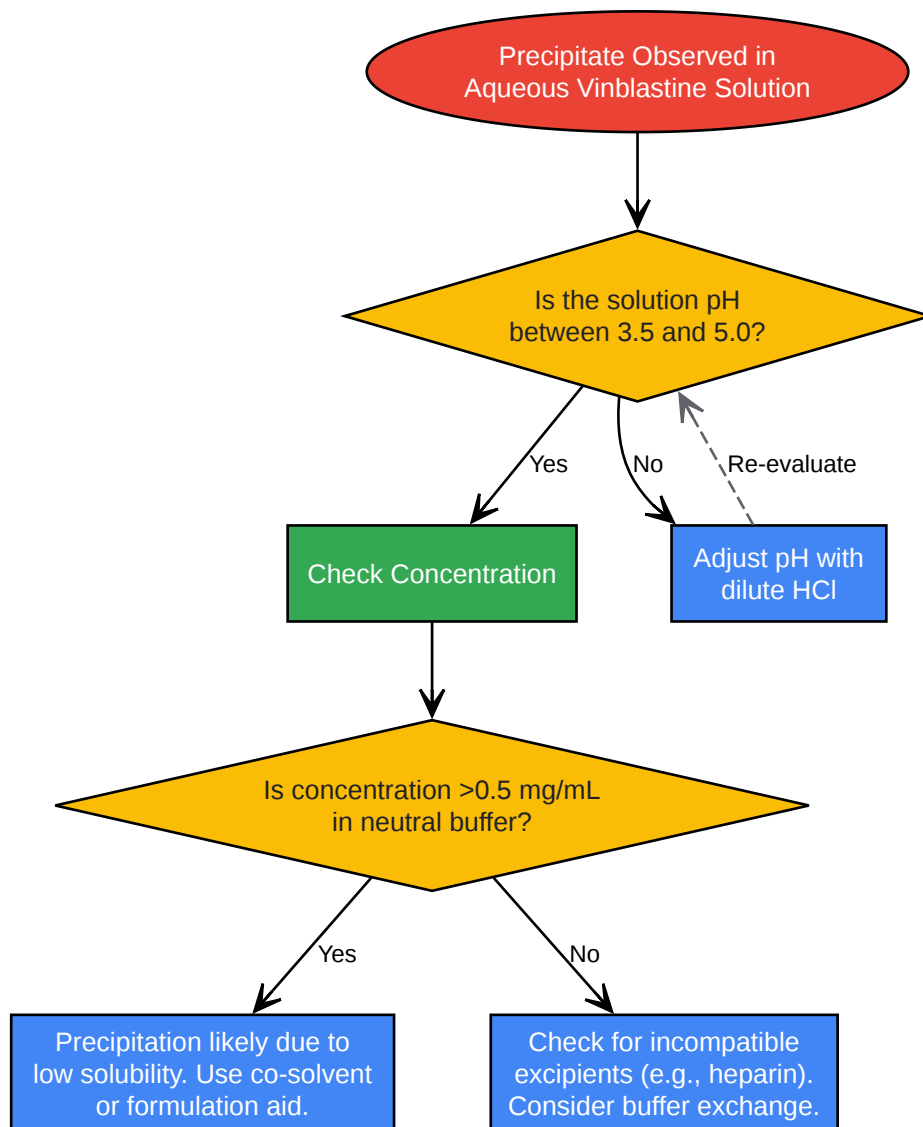 Precipitate Observed in
Aqueous Vinblastine Solution
Is the solution pH
between 3.5 and 5.0?
Yes
No
Re-evaluate
Check Concentration
Adjust pH with
dilute HCl
Is concentration >0.5 mg/mL
in neutral buffer?
Yes
No
Precipitation likely due to
low solubility. Use co-solvent
or formulation aid.
Check for incompatible
excipients (e.g., heparin).
Consider buffer exchange.